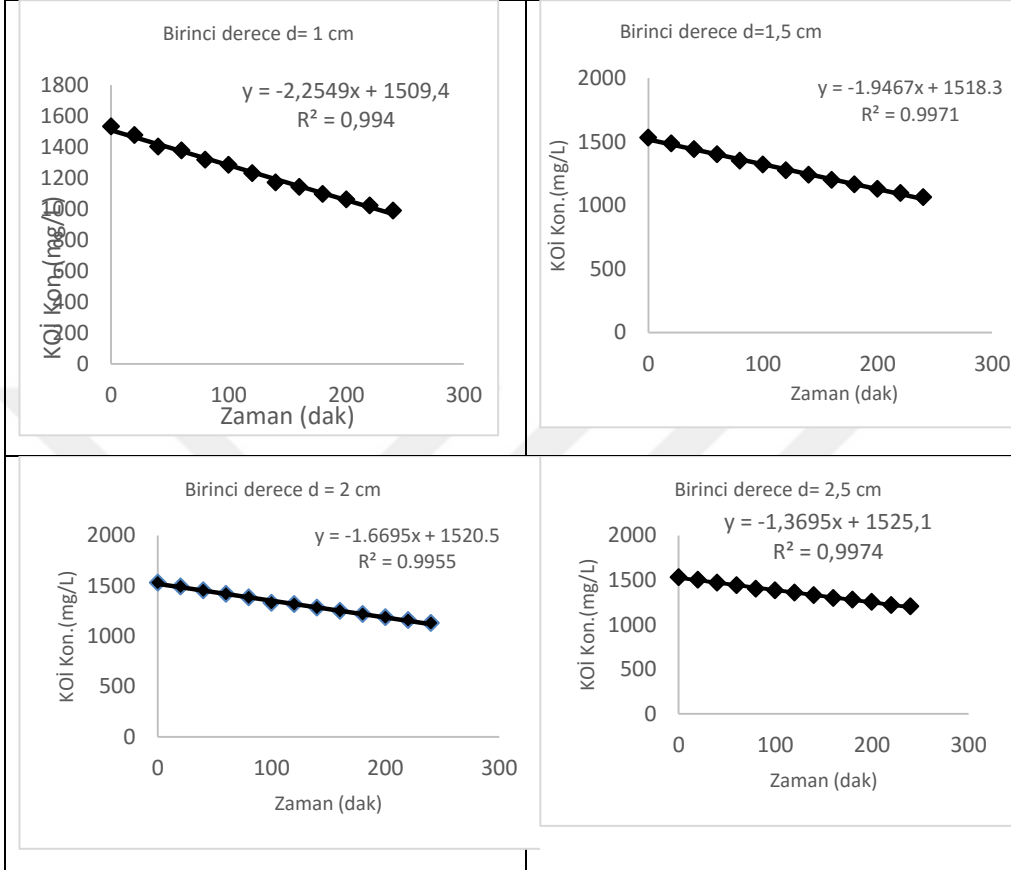 Birinci derece d= 1 cm
y = -2,2549x + 1509,4
R² = 0,994
1800
1600
1400
1200
1000
800
600
400
200
0
KOİ Kon.(mg/L)
0 100 200 300
Zaman (dak)
Birinci derece d=1,5 cm
y = -1.9467x + 1518.3
R² = 0.9971
2000
1500
1000
500
0
KOİ Kon.(mg/L)
0 100 200 300
Zaman (dak)
Birinci derece d = 2 cm
y = -1.6695x + 1520.5
R² = 0.9955
2000
1500
1000
500
0
KOİ Kon.(mg/L)
0 100 200 300
Zaman (dak)
Birinci derece d= 2,5 cm
y = -1,3695x + 1525,1
R² = 0,9974
2000
1500
1000
500
0
KOİ Kon.(mg/L)
0 100 200 300
Zaman (dak)